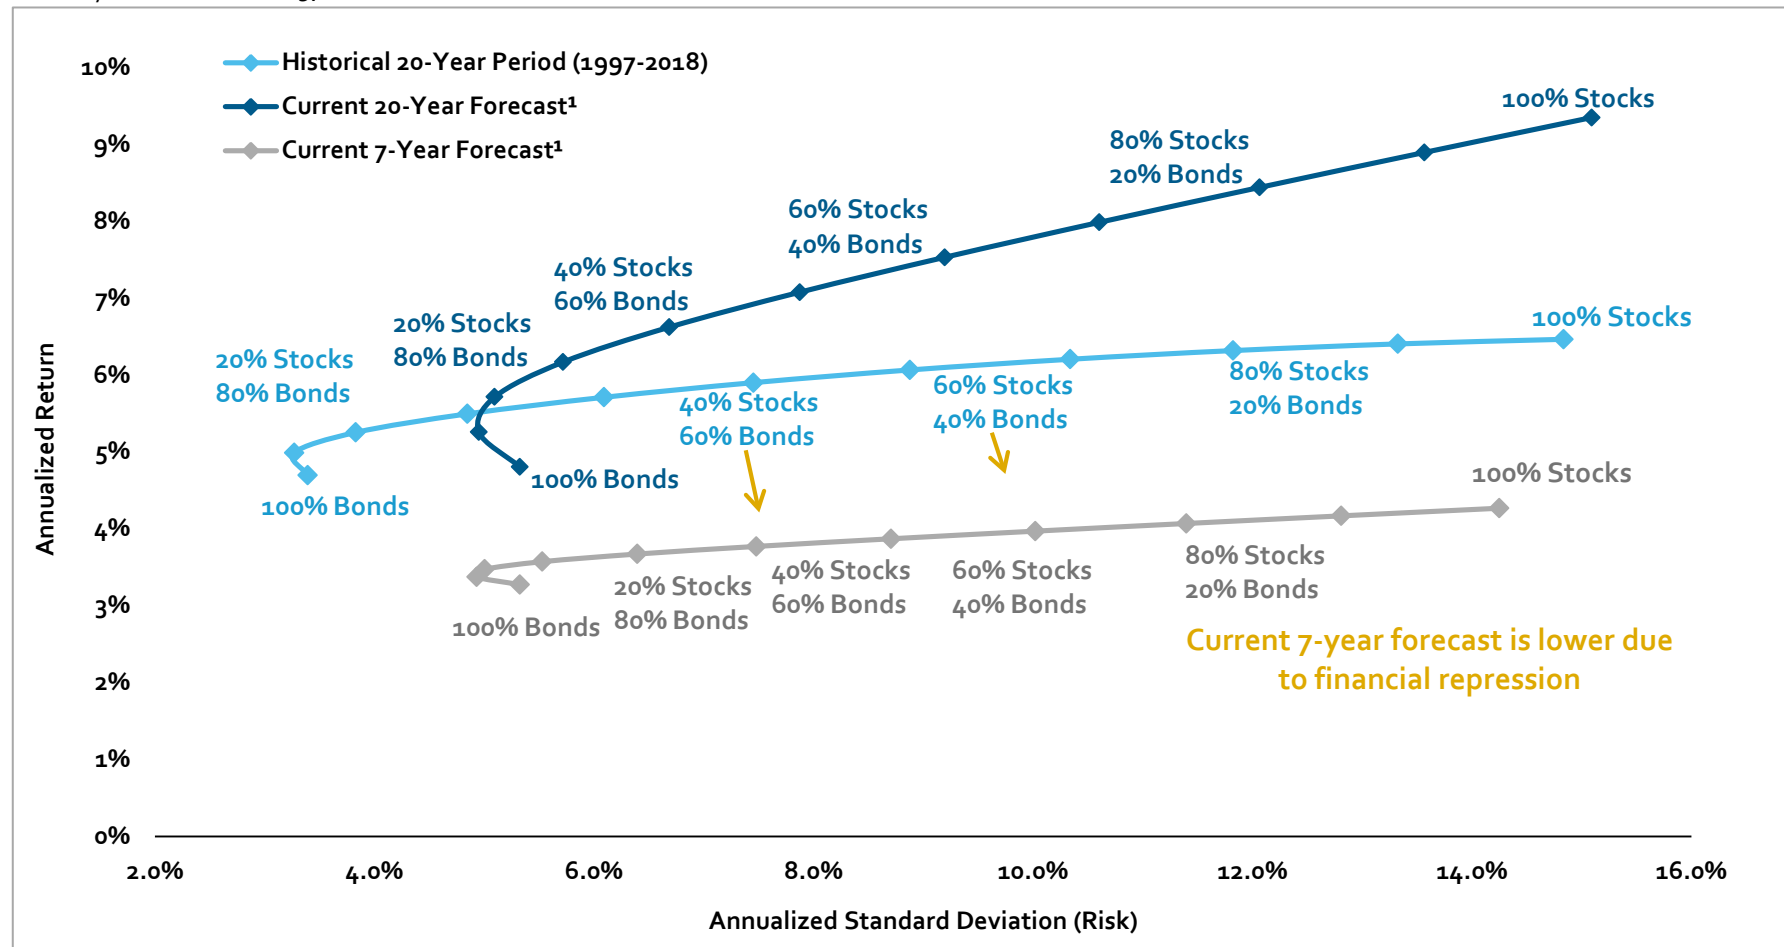 Historical 20-Year Period (1997-2018)
Current 20-Year Forecast¹
Current 7-Year Forecast¹
10%
9%
8%
7%
6%
5%
4%
3%
2%
1%
0%
Annualized Return
100% Stocks
80% Stocks
20% Bonds
60% Stocks
40% Bonds
40% Stocks
60% Bonds
20% Stocks
80% Bonds
100% Bonds
20% Stocks
80% Bonds
100% Bonds
40% Stocks
60% Bonds
60% Stocks
40% Bonds
80% Stocks
20% Bonds
100% Stocks
100% Bonds
20% Stocks
80% Bonds
40% Stocks
60% Bonds
60% Stocks
40% Bonds
80% Stocks
20% Bonds
100% Stocks
Current 7-year forecast is lower due
to financial repression
2.0%
4.0%
6.0%
8.0%
10.0%
12.0%
14.0%
16.0%
Annualized Standard Deviation (Risk)